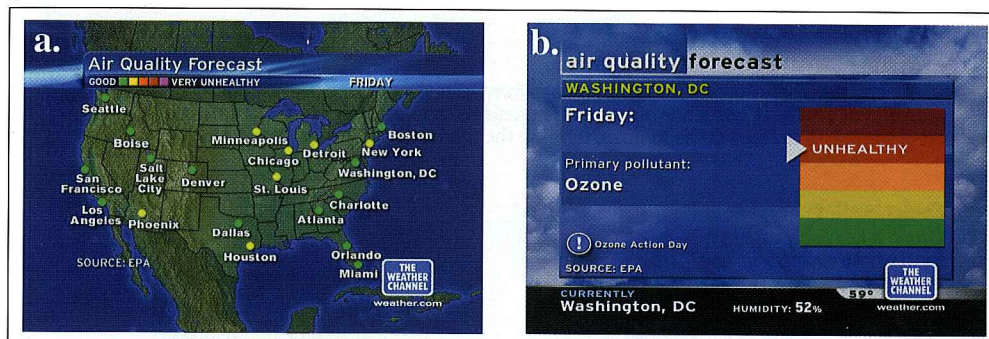 a.
Air Quality Forecast
GOOD VERY UNHEALTHY FRIDAY
Seattle
Boise
Minneapolis
Boston
Chicago
Detroit
New York
San Francisco
Salt Lake City
Denver
St. Louis
Washington, DC
Los Angeles
Phoenix
Charlotte
Atlanta
Dallas
Houston
Orlando
Miami
SOURCE: EPA
THE WEATHER CHANNEL
weather.com
b.
air quality forecast
WASHINGTON, DC
Friday:
UNHEALTHY
Primary pollutant:
Ozone
! Ozone Action Day
SOURCE: EPA
THE WEATHER CHANNEL
CURRENTLY
59°
Washington, DC HUMIDITY: 52% weather.com